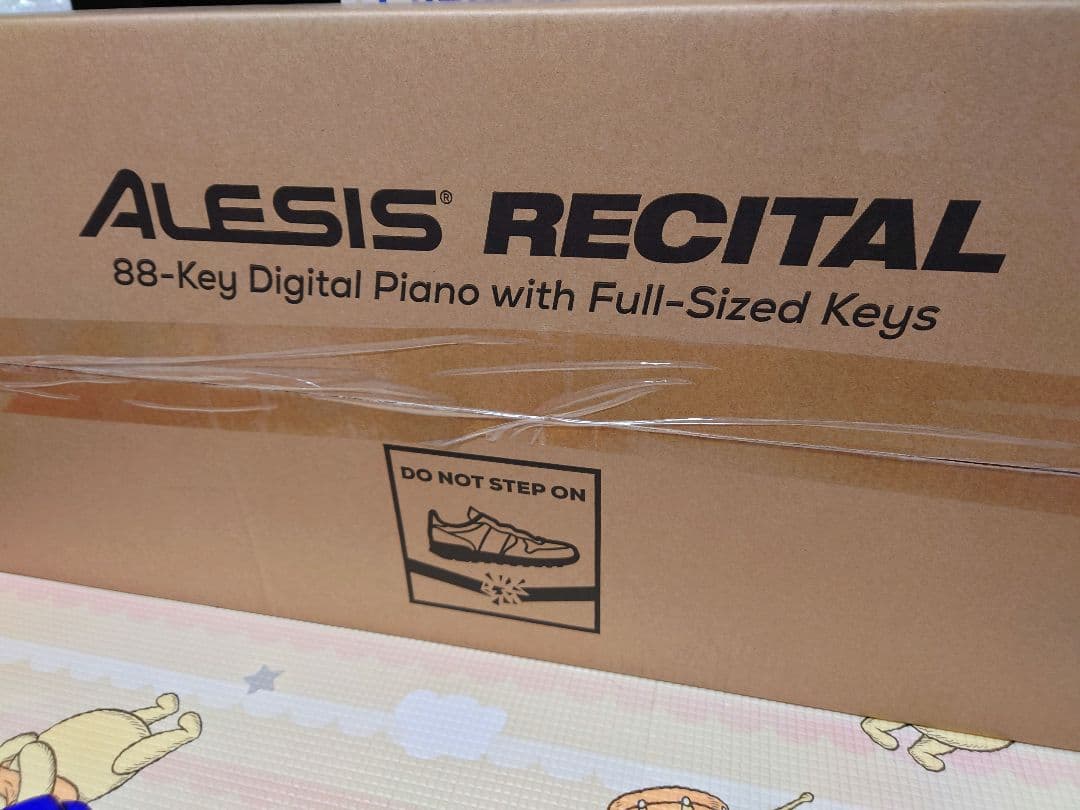 ALESIS® RECITAL
88-Key Digital Piano with Full-Sized Keys
DO NOT STEP ON